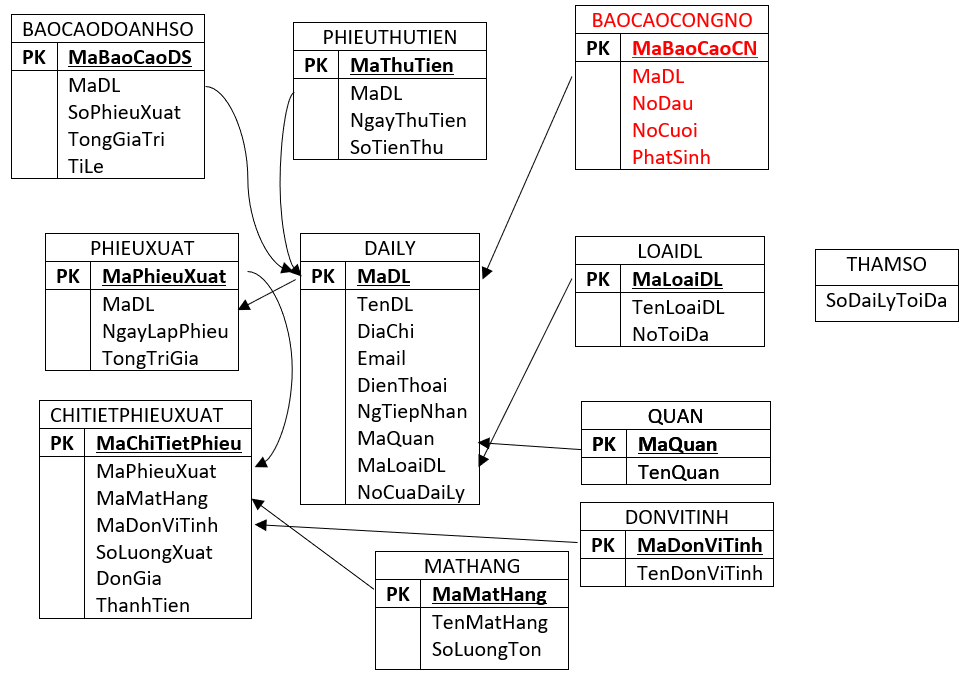 BAOCAODOANHSO
PK MaBaoCaoDS
MaDL
SoPhieuXuat
TongGiaTri
TiLe
PHIEUTHUTIEN
PK MaThuTien
MaDL
NgayThuTien
SoTienThu
BAOCAOCONGNO
PK MaBaoCaoCN
MaDL
NoDau
NoCuoi
PhatSinh
PHIEUXUAT
PK MaPhieuXuat
MaDL
NgayLapPhieu
TongTriGia
DAILY
PK MaDL
TenDL
DiaChi
Email
DienThoai
NgTiepNhan
MaQuan
MaLoaiDL
NoCuaDaiLy
LOAIDL
PK MaLoaiDL
TenLoaiDL
NoToiDa
THAMSO
SoDaiLyToiDa
CHITIETPHIEUXUAT
PK MaChiTietPhieu
MaPhieuXuat
MaMatHang
MaDonViTinh
SoLuongXuat
DonGia
ThanhTien
QUAN
PK MaQuan
TenQuan
DONVITINH
PK MaDonViTinh
TenDonViTinh
MATHANG
PK MaMatHang
TenMatHang
SoLuongTon